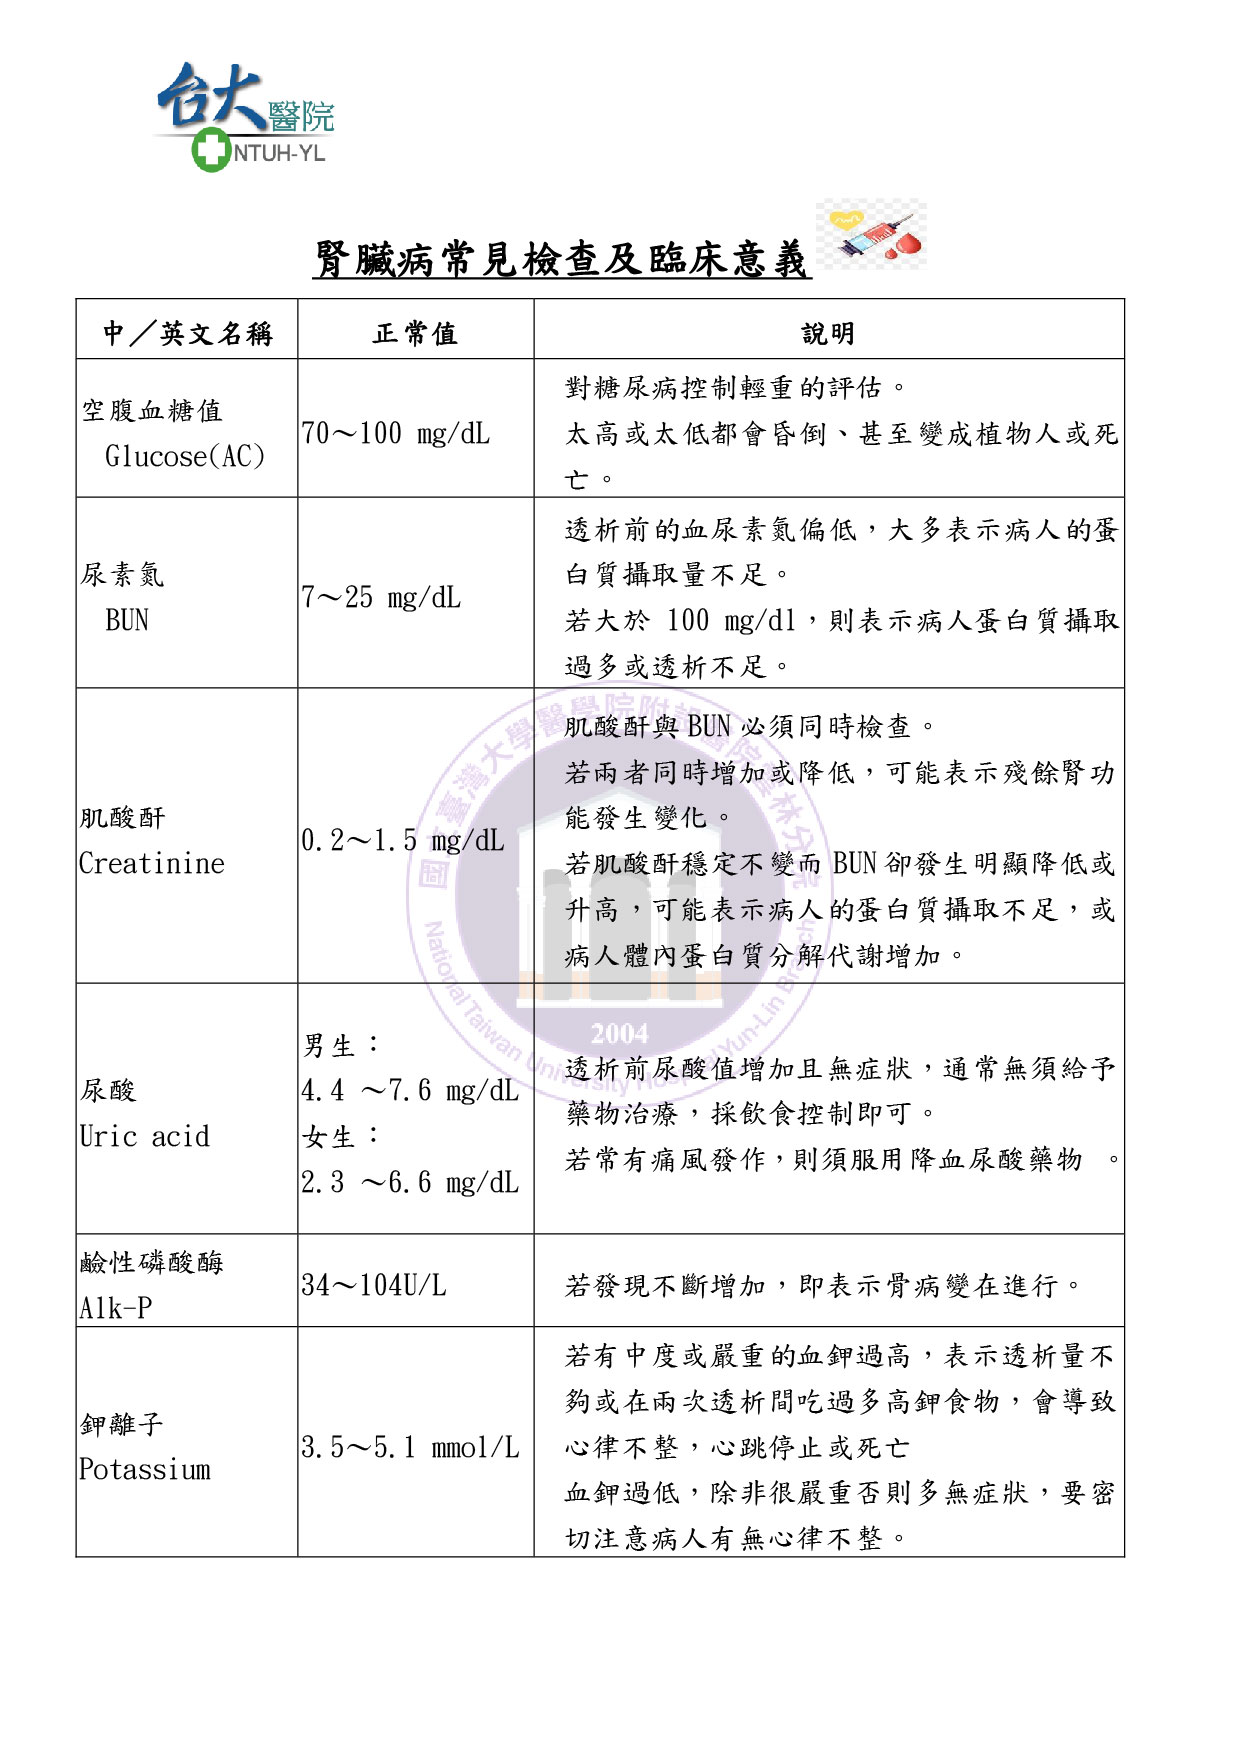 台大醫院
NTUH-YL
腎臟病常見檢查及臨床意義
中／英文名稱
正常值
說明
空腹血糖值
Glucose(AC)
70～100 mg/dL
對糖尿病控制輕重的評估。
太高或太低都會昏倒、甚至變成植物人或死
亡。
尿素氮
BUN
7～25 mg/dL
透析前的血尿素氮偏低，大多表示病人的蛋
白質攝取量不足。
若大於 100 mg/dl，則表示病人蛋白質攝取
過多或透析不足。
肌酸酐
Creatinine
0.2～1.5 mg/dL
肌酸酐與 BUN 必須同時檢查。
若兩者同時增加或降低，可能表示殘餘腎功
能發生變化。
若肌酸酐穩定不變而 BUN 卻發生明顯降低或
升高，可能表示病人的蛋白質攝取不足，或
病人體內蛋白質分解代謝增加。
尿酸
Uric acid
男生：
4.4 ～7.6 mg/dL
女生：
2.3 ～6.6 mg/dL
透析前尿酸值增加且無症狀，通常無須給予
藥物治療，採飲食控制即可。
若常有痛風發作，則須服用降血尿酸藥物 。
鹼性磷酸酶
Alk-P
34～104U/L
若發現不斷增加，即表示骨病變在進行。
鉀離子
Potassium
3.5～5.1 mmol/L
若有中度或嚴重的血鉀過高，表示透析量不
夠或在兩次透析間吃過多高鉀食物，會導致
心律不整，心跳停止或死亡
血鉀過低，除非很嚴重否則多無症狀，要密
切注意病人有無心律不整。
國立臺灣大學醫學院附設醫院雲林分院
National Taiwan University Hospital Yun-Lin Branch
2004